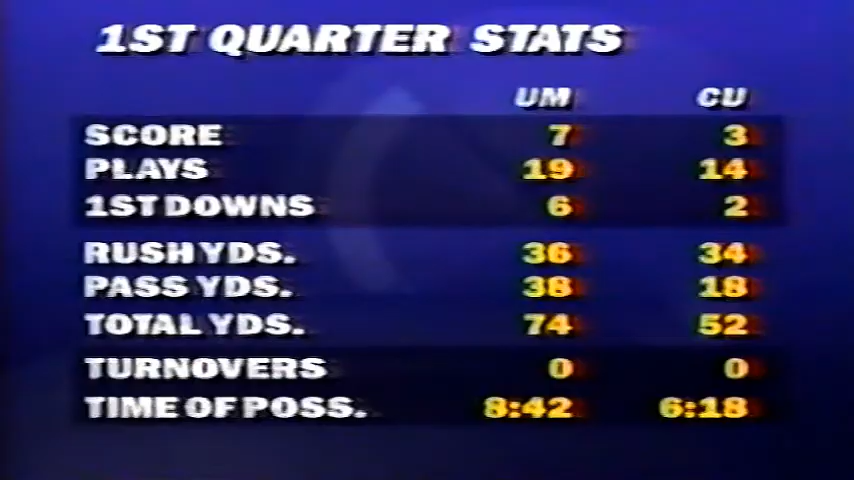 1ST QUARTER STATS
UM CU
SCORE 7 3
PLAYS 19 14
1ST DOWNS 6 2
RUSH YDS. 36 34
PASS YDS. 38 18
TOTAL YDS. 74 52
TURNOVERS 0 0
TIME OF POSS. 8:42 6:18